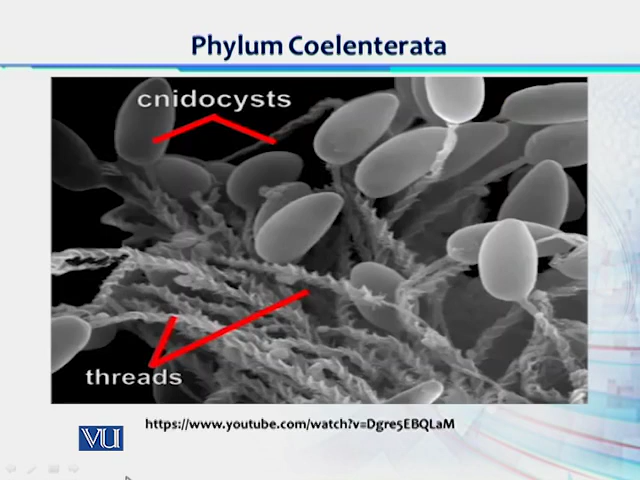 Phylum Coelenterata
cnidocysts
threads
https://www.youtube.com/watch?v=Dgre5EBQLaM
VU